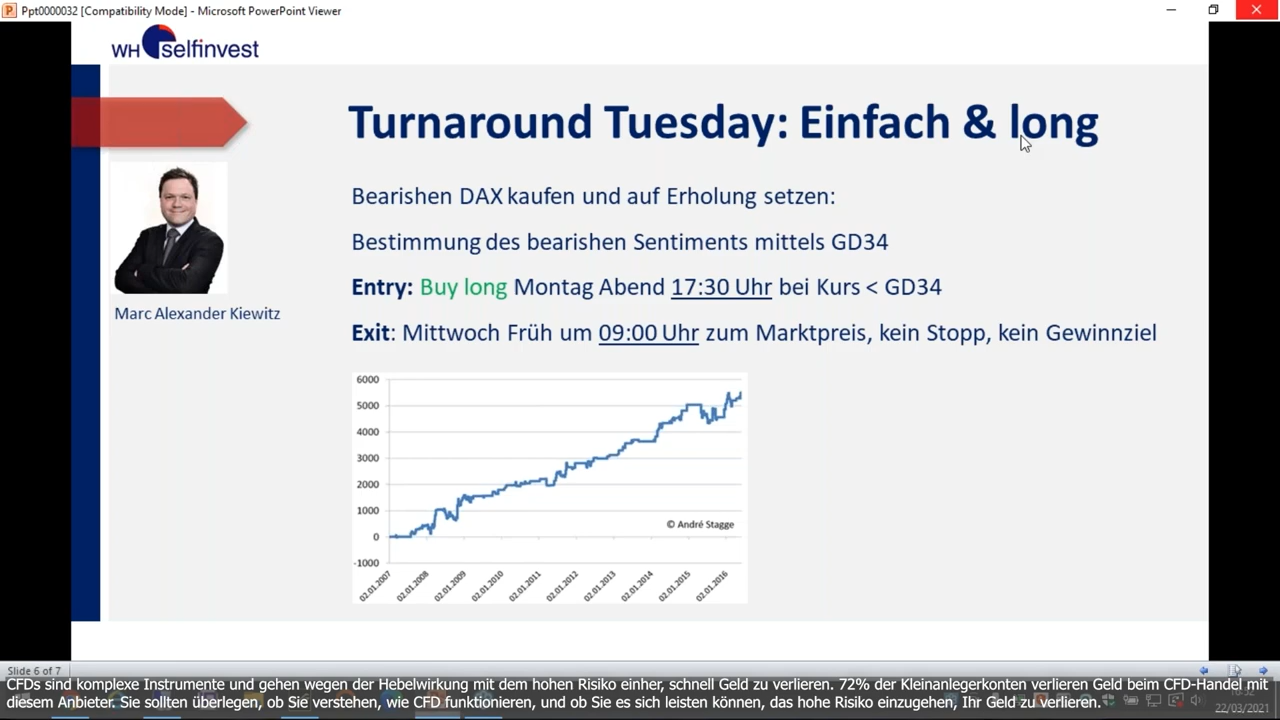 Ppt0000032 [Compatibility Mode] - Microsoft PowerPoint Viewer
WH selfinvest
Turnaround Tuesday: Einfach & long
Bearishen DAX kaufen und auf Erholung setzen:
Bestimmung des bearishen Sentiments mittels GD34
Entry: Buy long Montag Abend 17:30 Uhr bei Kurs < GD34
Marc Alexander Kiewitz
Exit: Mittwoch Früh um 09:00 Uhr zum Marktpreis, kein Stopp, kein Gewinnziel
6000
5000
4000
3000
2000
1000
0
-1000
© André Stagge
02.01.2007
02.01.2008
02.01.2009
02.01.2010
02.01.2011
02.01.2012
02.01.2013
02.01.2014
02.01.2015
02.01.2016
Slide 6 of 7
CFDs sind komplexe Instrumente und gehen wegen der Hebelwirkung mit dem hohen Risiko einher, schnell Geld zu verlieren. 72% der Kleinanlegerkonten verlieren Geld beim CFD-Handel mit
diesem Anbieter. Sie sollten überlegen, ob Sie verstehen, wie CFD funktionieren, und ob Sie es sich leisten können, das hohe Risiko einzugehen, Ihr Geld zu verlieren.
22/03/2021